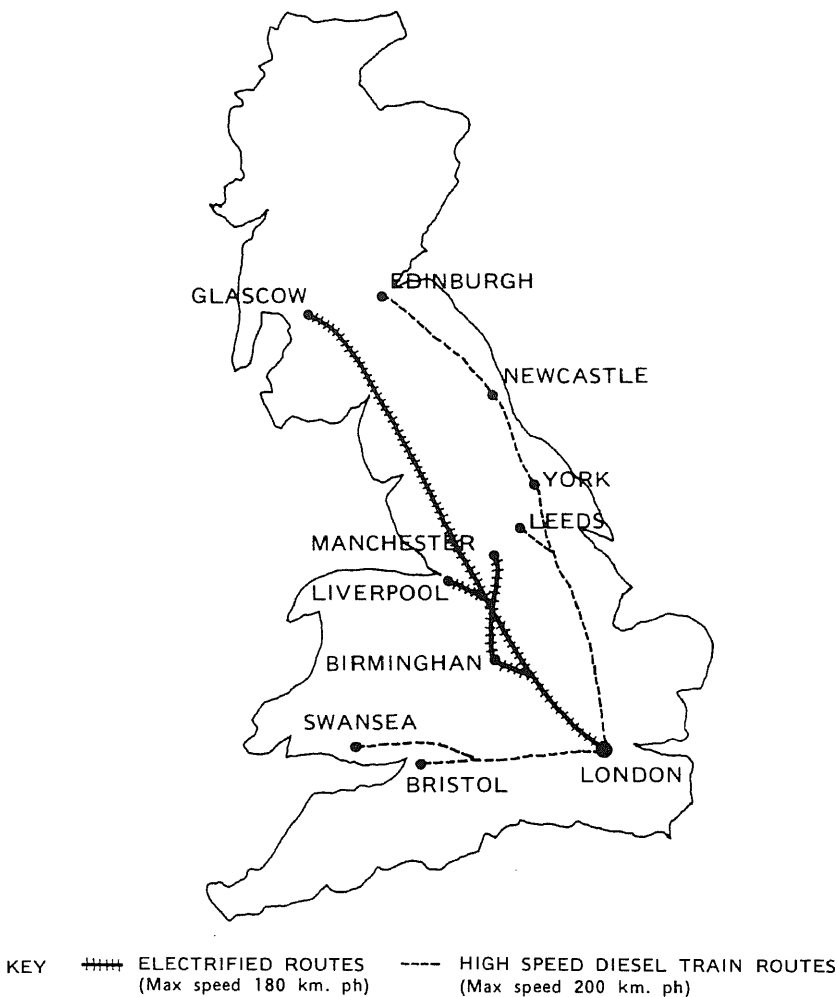 EDINBURGH
GLASCOW
NEWCASTLE
YORK
LEEDS
MANCHESTER
LIVERPOOL
BIRMINGHAN
SWANSEA
LONDON
BRISTOL
KEY ELECTRIFIED ROUTES HIGH SPEED DIESEL TRAIN ROUTES
(Max speed 180 km. ph) (Max speed 200 km. ph)